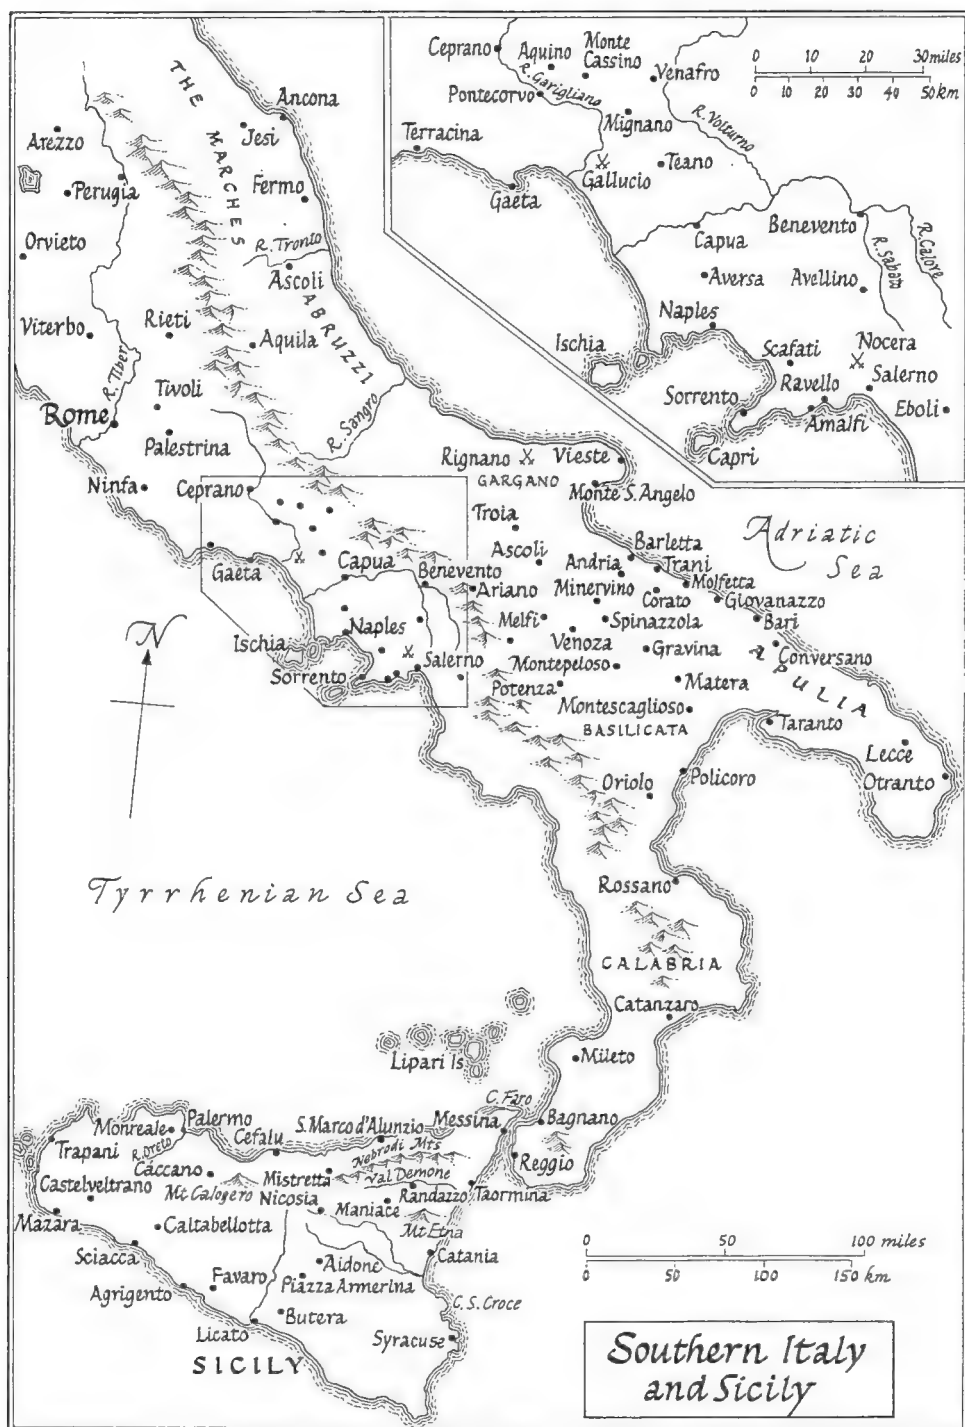 THE MARCHES
Ancona
Jesi
Arezzo
Perugia
Fermo
Orvieto
R. Tronto
Ascoli
ABRUZZI
Viterbo
Rieti
Aquila
R. Tiber
Tivoli
R. Sangro
Rome
Palestrina
Ninfa
Ceprano
Gaeta
Capua
Benevento
Naples
Ischia
Sorrento
Salerno
N
Rignano
Vieste
GARGANO
Monte S. Angelo
Troia
Ascoli
Ariano
Andria
Barletta
Trani
Minervino
Corato
Molfetta
Giovanazzo
Melfi
Spinazzola
Bari
Venoza
Gravina
Conversano
Montepeloso
APULIA
Potenza
Matera
Montescaglioso
BASILICATA
Taranto
Lecce
Otranto
Oriolo
Policoro
Adriatic
Sea
Tyrrhenian Sea
Rossano
CALABRIA
Catanzaro
Mileto
Lipari Is
C. Faro
Bagnano
Messina
Reggio
Monreale
Palermo
Cefalu
S. Marco d'Alunzio
Nebrodi Mts
Trapani
R. Oreto
Cáccano
Mistretta
Val Demone
Castelveltrano
Mt Calogero
Nicosia
Maniace
Randazzo
Taormina
Mazara
Caltabellotta
Mt Etna
Sciacca
Aidone
Catania
Agrigento
Favaro
Piazza Armerina
C. S. Croce
Butera
Licato
Syracuse
SICILY
Ceprano
Aquino
Monte
Cassino
Venafro
R. Garigliano
Pontecorvo
Mignano
R. Volturno
Terracina
Teano
Gallucio
Gaeta
Capua
Benevento
R. Sabato
R. Calore
Aversa
Avellino
Naples
Ischia
Scafati
Nocera
Ravello
Salerno
Sorrento
Amalfi
Eboli
Capri
0 10 20 30 miles
0 10 20 30 40 50 km
0 50 100 miles
0 50 100 150 km
Southern Italy
and Sicily